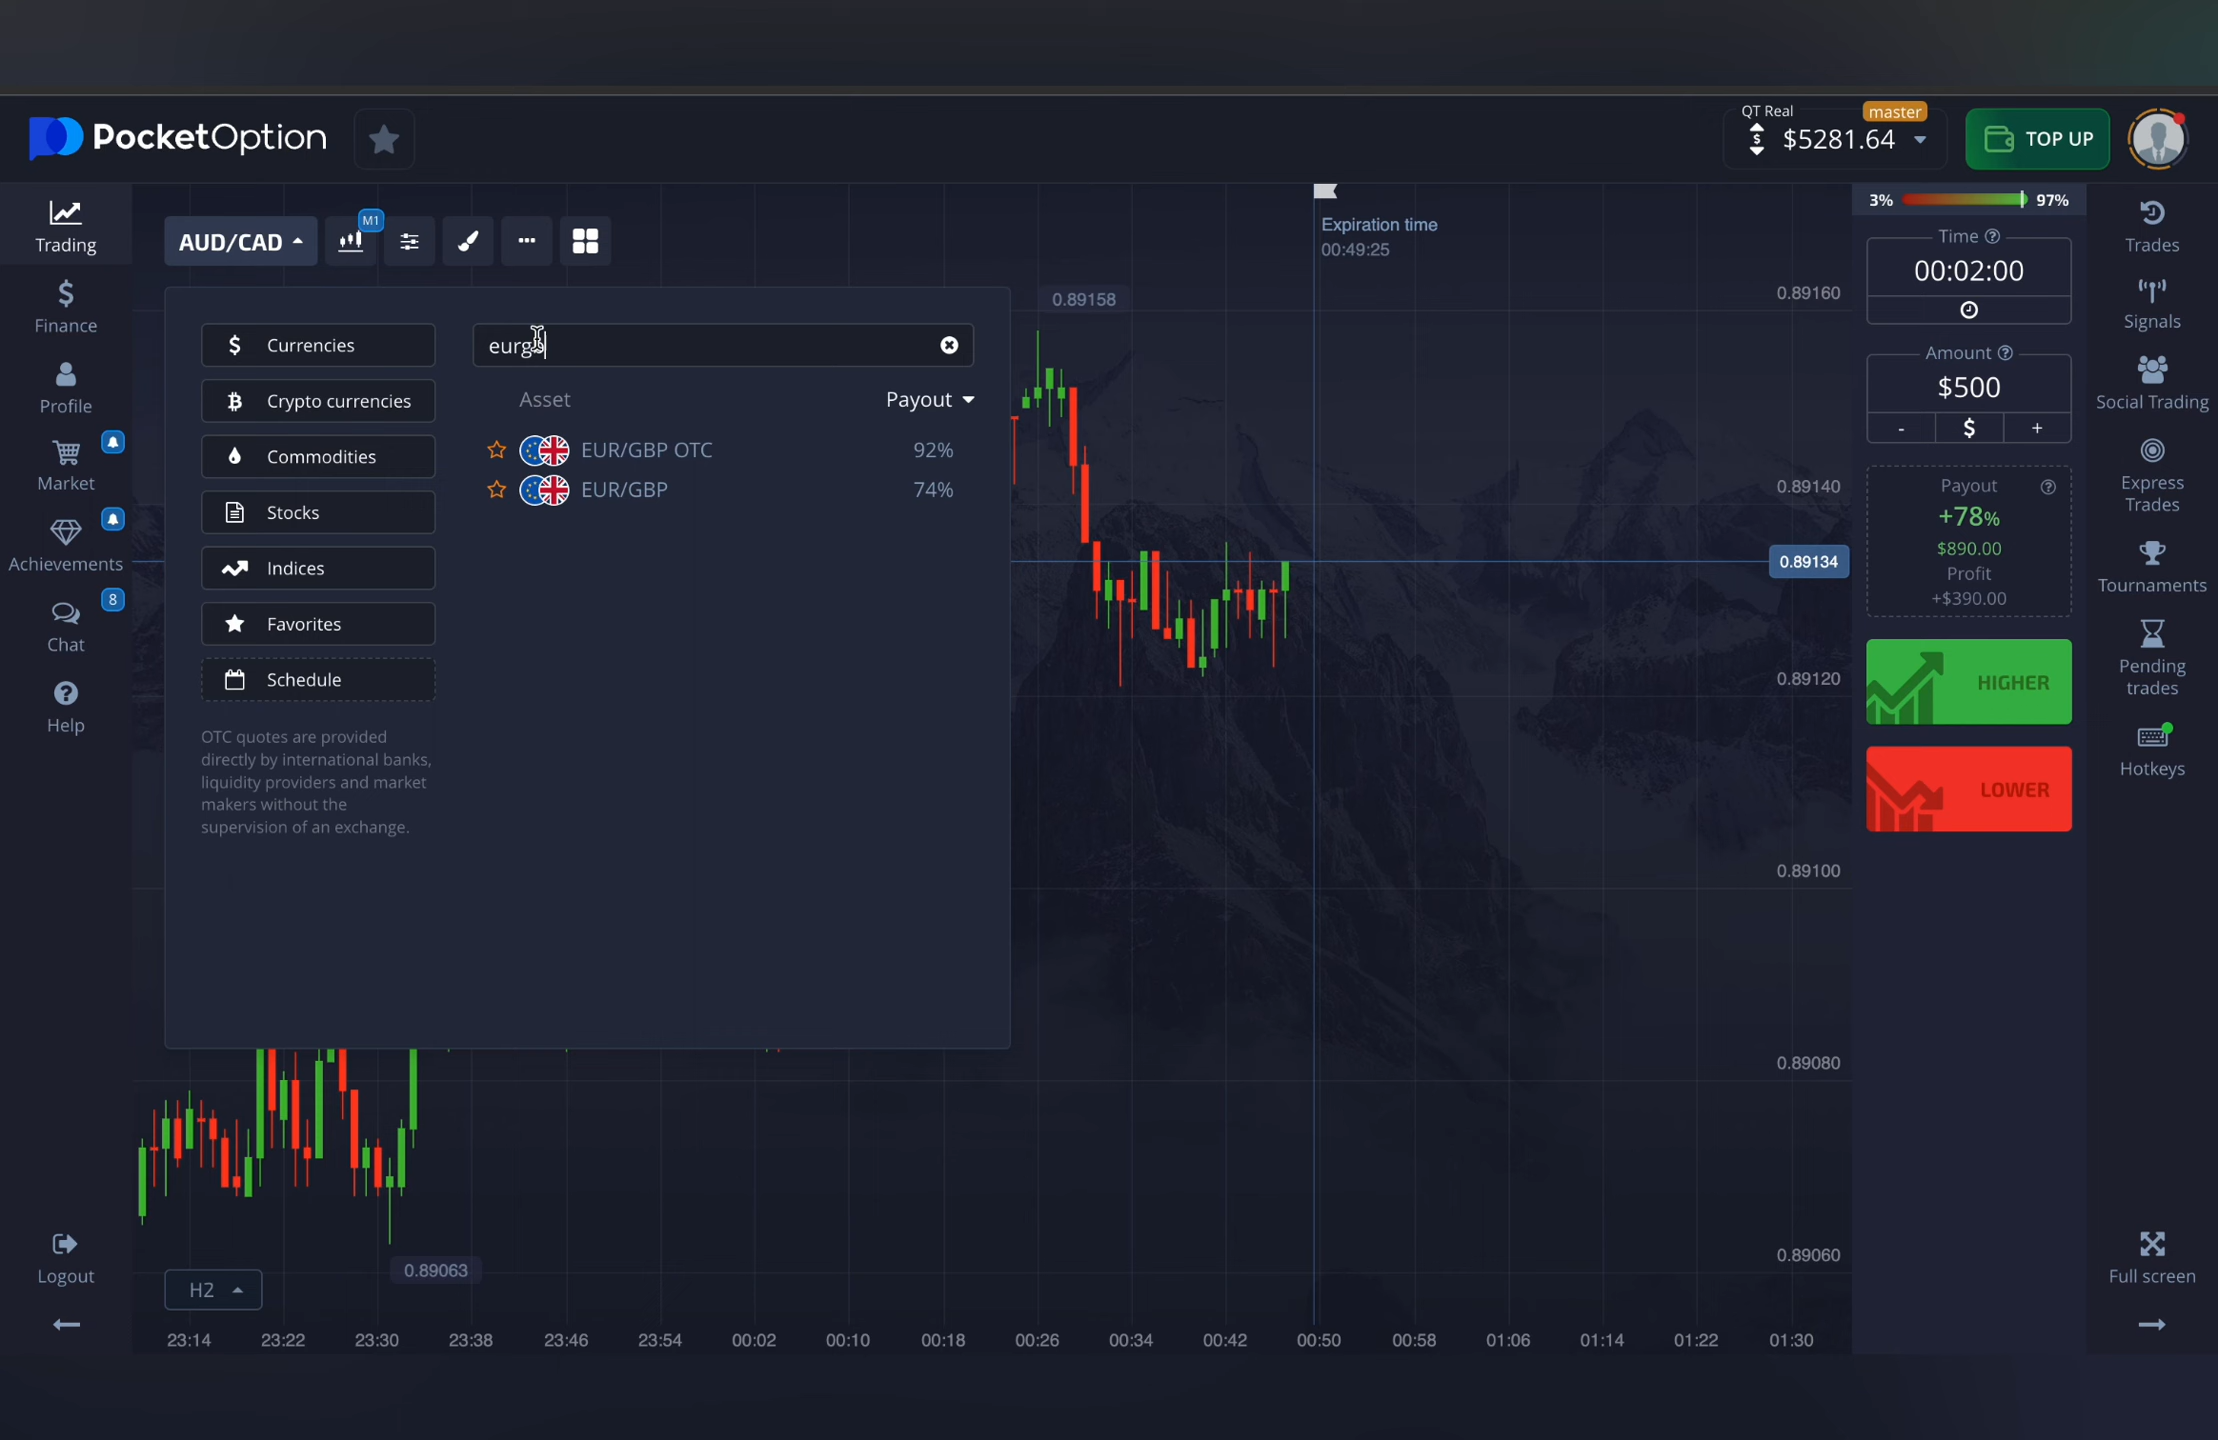 PocketOption
QT Real
master
$5281.64
TOP UP
Trading
Finance
Profile
Market
Achievements
8
Chat
Help
Logout
AUD/CAD
M1
Currencies
Crypto currencies
Commodities
Stocks
Indices
Favorites
Schedule
OTC quotes are provided
directly by international banks,
liquidity providers and market
makers without the
supervision of an exchange.
Asset
Payout
EUR/GBP OTC
92%
EUR/GBP
74%
Expiration time
00:49:25
0.89158
0.89063
0.89160
0.89140
0.89134
0.89120
0.89100
0.89080
0.89060
H2
23:14 23:22 23:30 23:38 23:46 23:54 00:02 00:10 00:18 00:26 00:34 00:42 00:50 00:58 01:06 01:14 01:22 01:30
3% 97%
Time
00:02:00
Amount
$500
- $ +
Payout
+78%
$890.00
Profit
+$390.00
HIGHER
LOWER
Trades
Signals
Social Trading
Express
Trades
Tournaments
Pending
trades
Hotkeys
Full screen